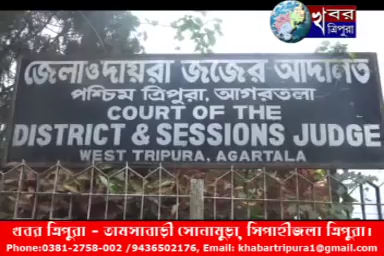 খবর
ত্রিপুরা
জেলা ও দায়রা জজের আদালত
পশ্চিম ত্রিপুরা, আগরতলা
COURT OF THE
DISTRICT & SESSIONS JUDGE
WEST TRIPURA, AGARTALA
খবর ত্রিপুরা - তামসাবাড়ী সোনামুড়া, সিপাহীজলা ত্রিপুরা।
Phone:0381-2758-002 /9436502176, Email: khabartripura1@gmail.com